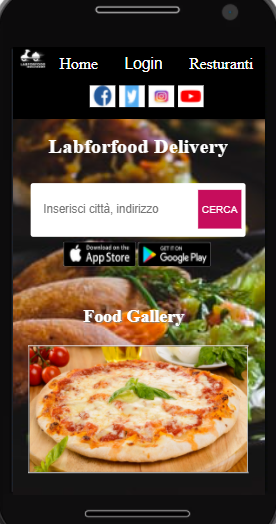 LABFORFOOD
Home Login Resturanti
Labforfood Delivery
Inserisci città, indirizzo CERCA
Download on the App Store GET IT ON Google Play
Food Gallery